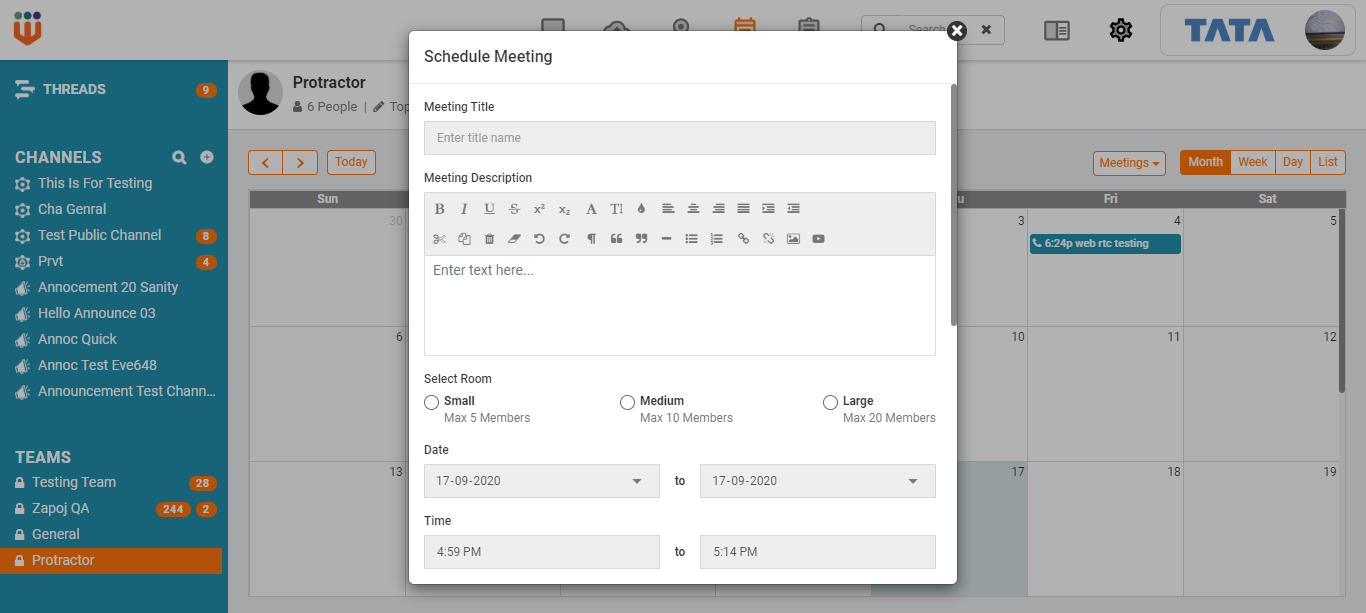 Search
TATA
Schedule Meeting
THREADS 9
Protractor
6 People | Top
Meeting Title
Enter title name
CHANNELS
This Is For Testing
Cha Genral
Test Public Channel 8
Prvt 4
Annocement 20 Sanity
Hello Announce 03
Annoc Quick
Annoc Test Eve648
Announcement Test Chann...
TEAMS
Testing Team 28
Zapoj QA 244 2
General
Protractor
Today
Meetings
Month Week Day List
Sun Fri Sat
30 3 4 5
6:24p web rtc testing
6 10 11 12
13 17 18 19
Meeting Description
B I U S x² x₂ A T!
Enter text here...
Select Room
Small Medium Large
Max 5 Members Max 10 Members Max 20 Members
Date
17-09-2020 to 17-09-2020
Time
4:59 PM to 5:14 PM